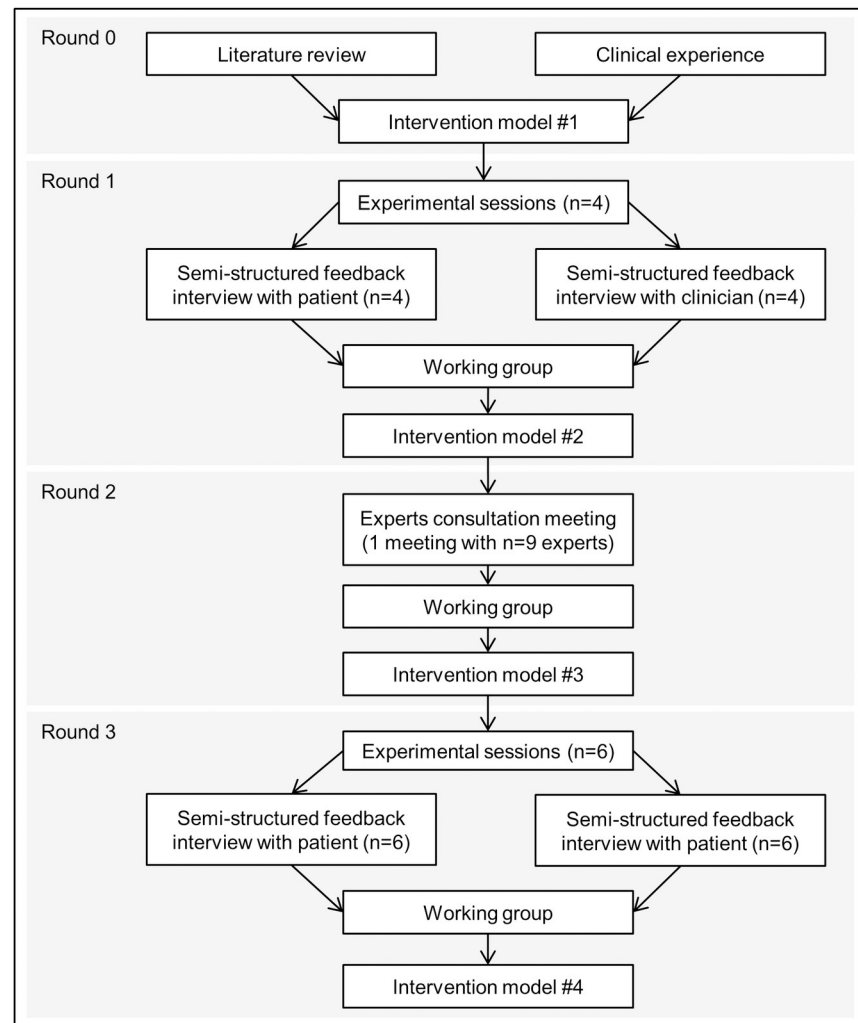 Round 0
Literature review
Clinical experience
Intervention model #1
Round 1
Experimental sessions (n=4)
Semi-structured feedback
interview with patient (n=4)
Semi-structured feedback
interview with clinician (n=4)
Working group
Intervention model #2
Round 2
Experts consultation meeting
(1 meeting with n=9 experts)
Working group
Intervention model #3
Round 3
Experimental sessions (n=6)
Semi-structured feedback
interview with patient (n=6)
Semi-structured feedback
interview with patient (n=6)
Working group
Intervention model #4